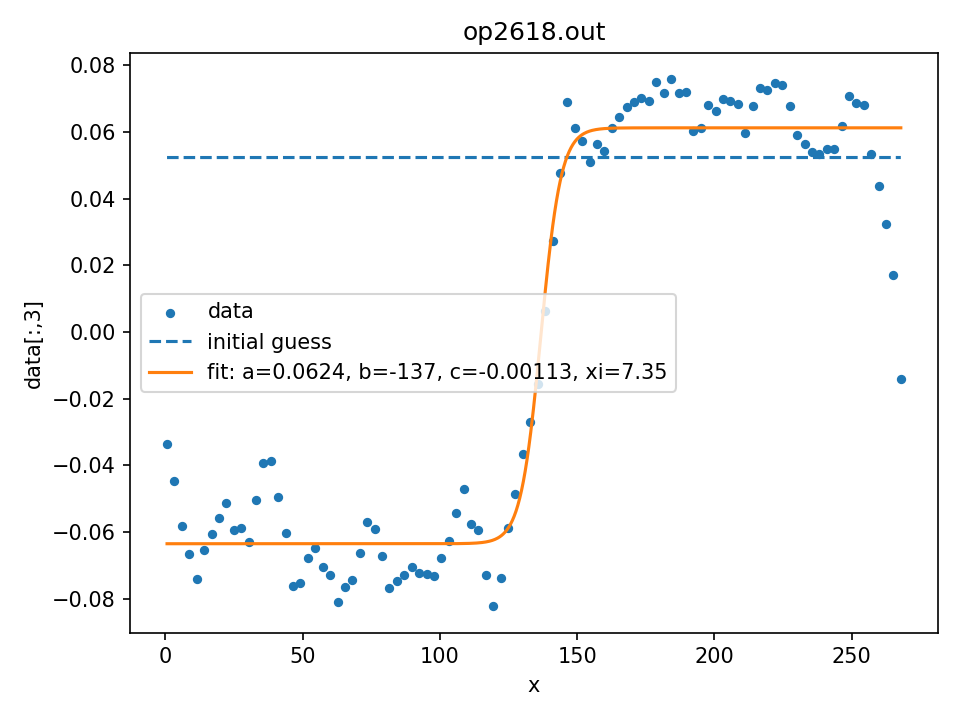 op2618.out
0.08
0.06
0.04
0.02
0.00
−0.02
−0.04
−0.06
−0.08
data[:,3]
data
initial guess
fit: a=0.0624, b=-137, c=-0.00113, xi=7.35
0 50 100 150 200 250
x